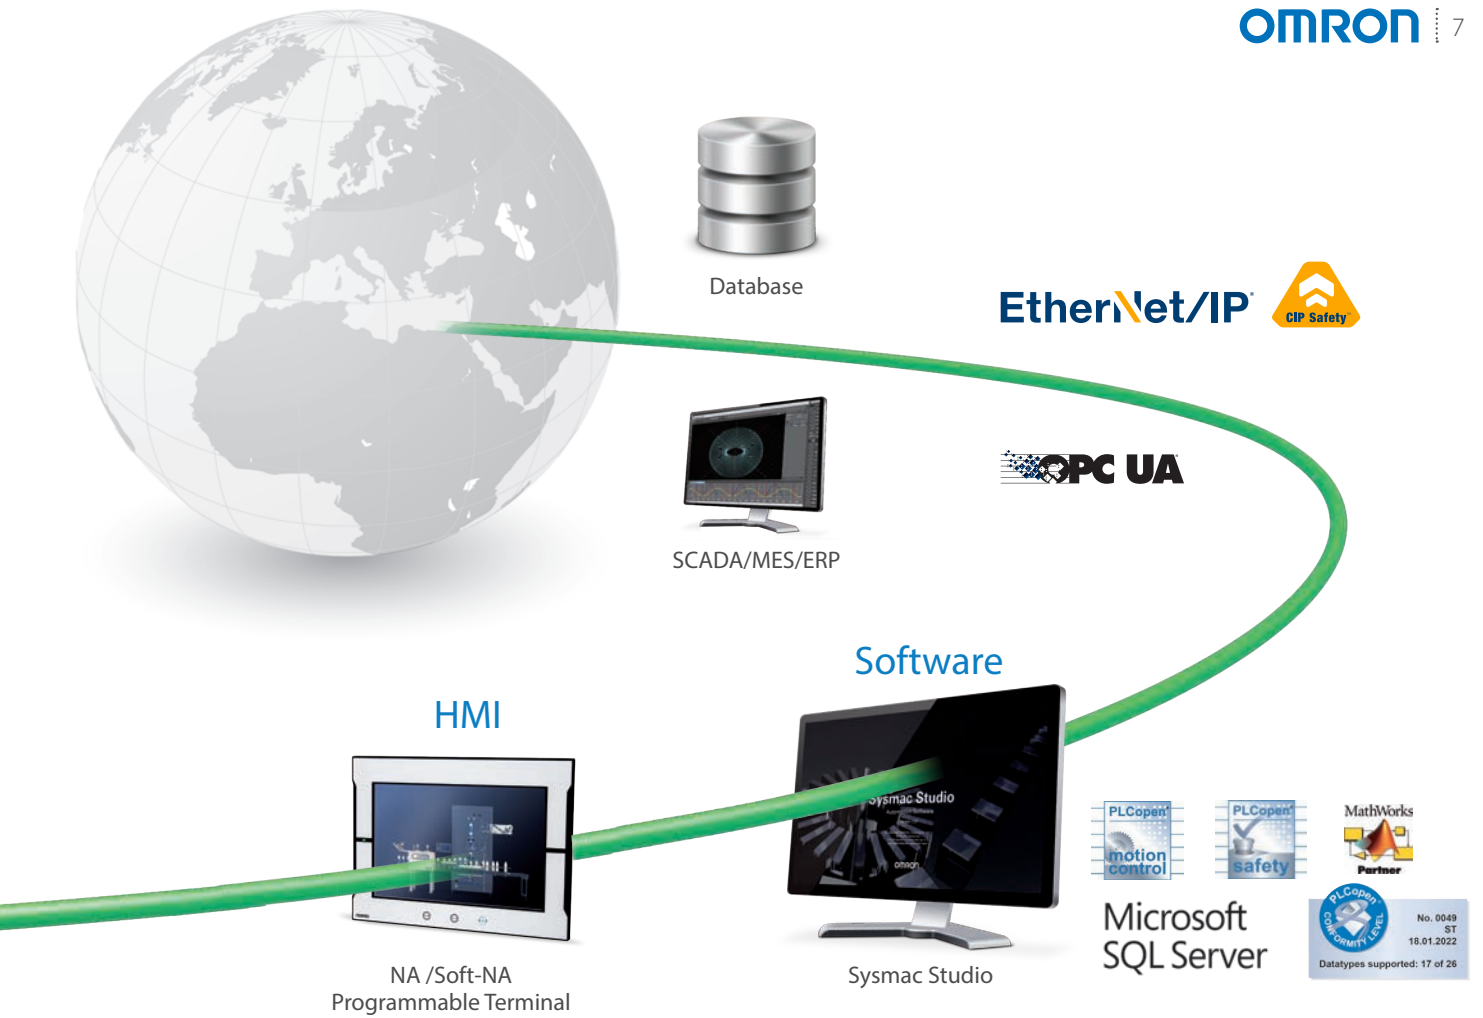 OMRON
7
Database
EtherNet/IP
CIP Safety™
OPC UA
SCADA/MES/ERP
Software
HMI
Sysmac Studio
OMRON
NA /Soft-NA
Programmable Terminal
Sysmac Studio
PLCopen
motion
control
PLCopen
safety
MathWorks
Partner
Microsoft
SQL Server
PLCopen
CONFORMITY LEVEL
No. 0049
ST
18.01.2022
Datatypes supported: 17 of 26